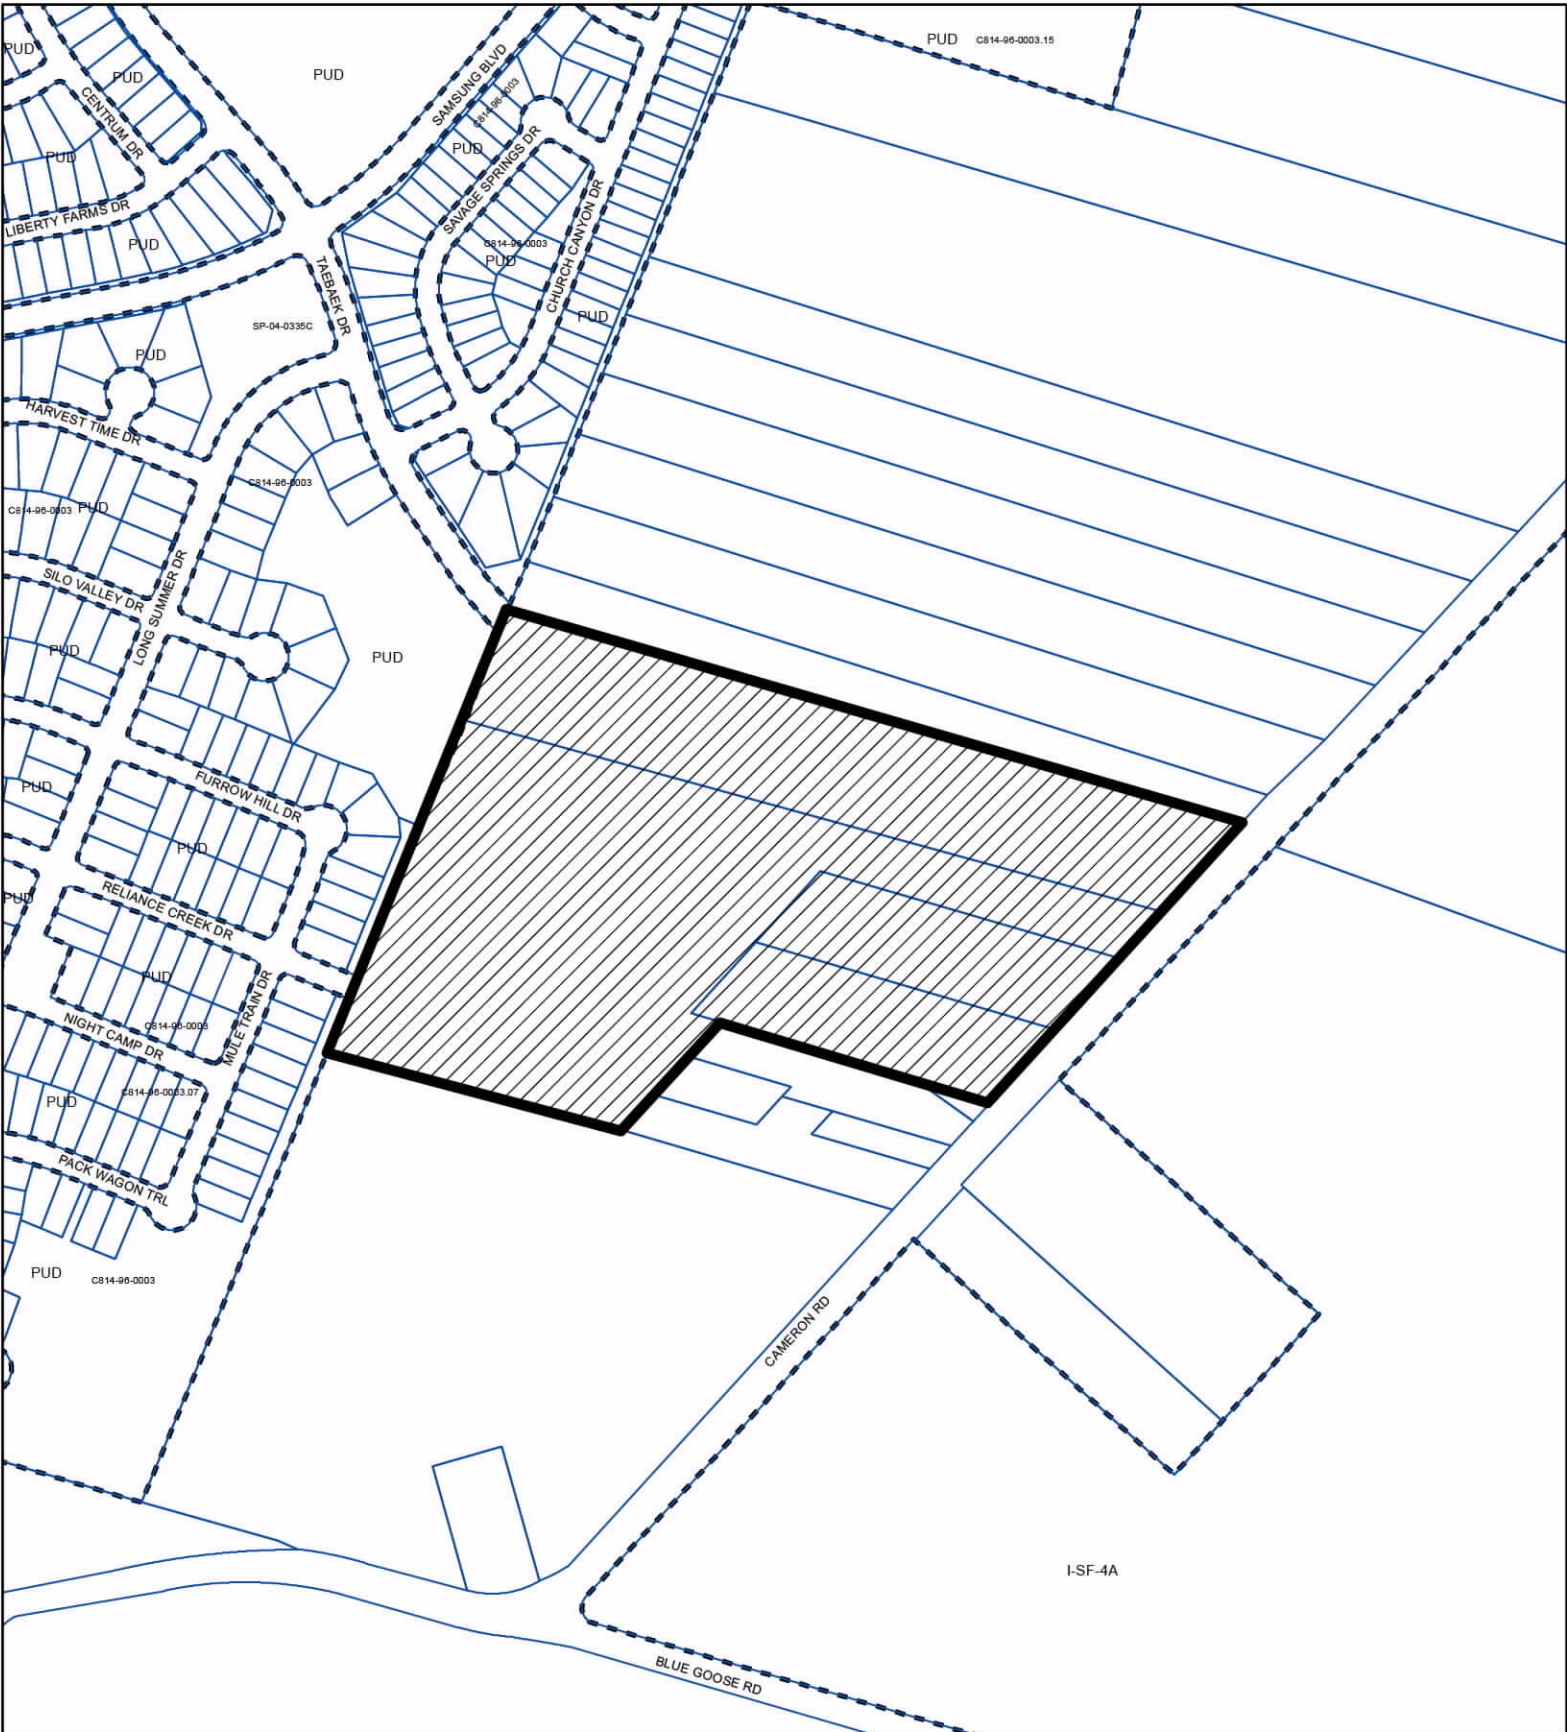 PUD
PUD C814-96-0003.15
PUD
PUD
SAMSUNG BLVD
CENTRUM DR
C814-96-0003
PUD
PUD
SAVAGE SPRINGS DR
LIBERTY FARMS DR
PUD
C814-96-0003
PUD
CHURCH CANYON DR
TAEBAEK DR
SP-04-0335C
PUD
PUD
HARVEST TIME DR
C814-96-0003
C814-96-0003 PUD
SILO VALLEY DR
LONG SUMMER DR
PUD
PUD
FURROW HILL DR
PUD
PUD
RELIANCE CREEK DR
PUD
PUD
MULE TRAIN DR
NIGHT CAMP DR
C814-96-0003
C814-96-0003.07
PUD
PACK WAGON TRL
PUD
C814-96-0003
CAMERON RD
I-SF-4A
BLUE GOOSE RD